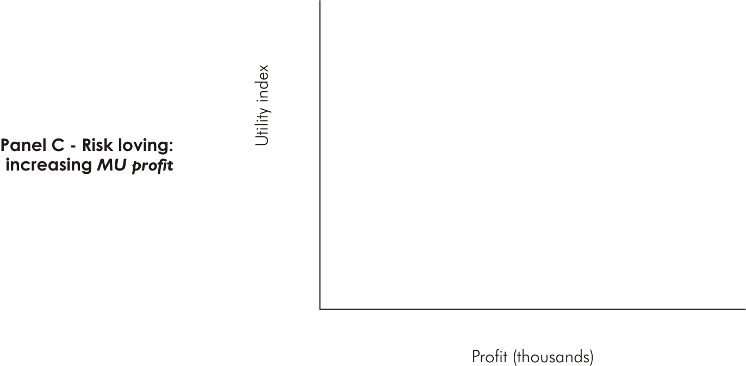 Utility index
Panel C - Risk loving:
increasing MU profit
Profit (thousands)